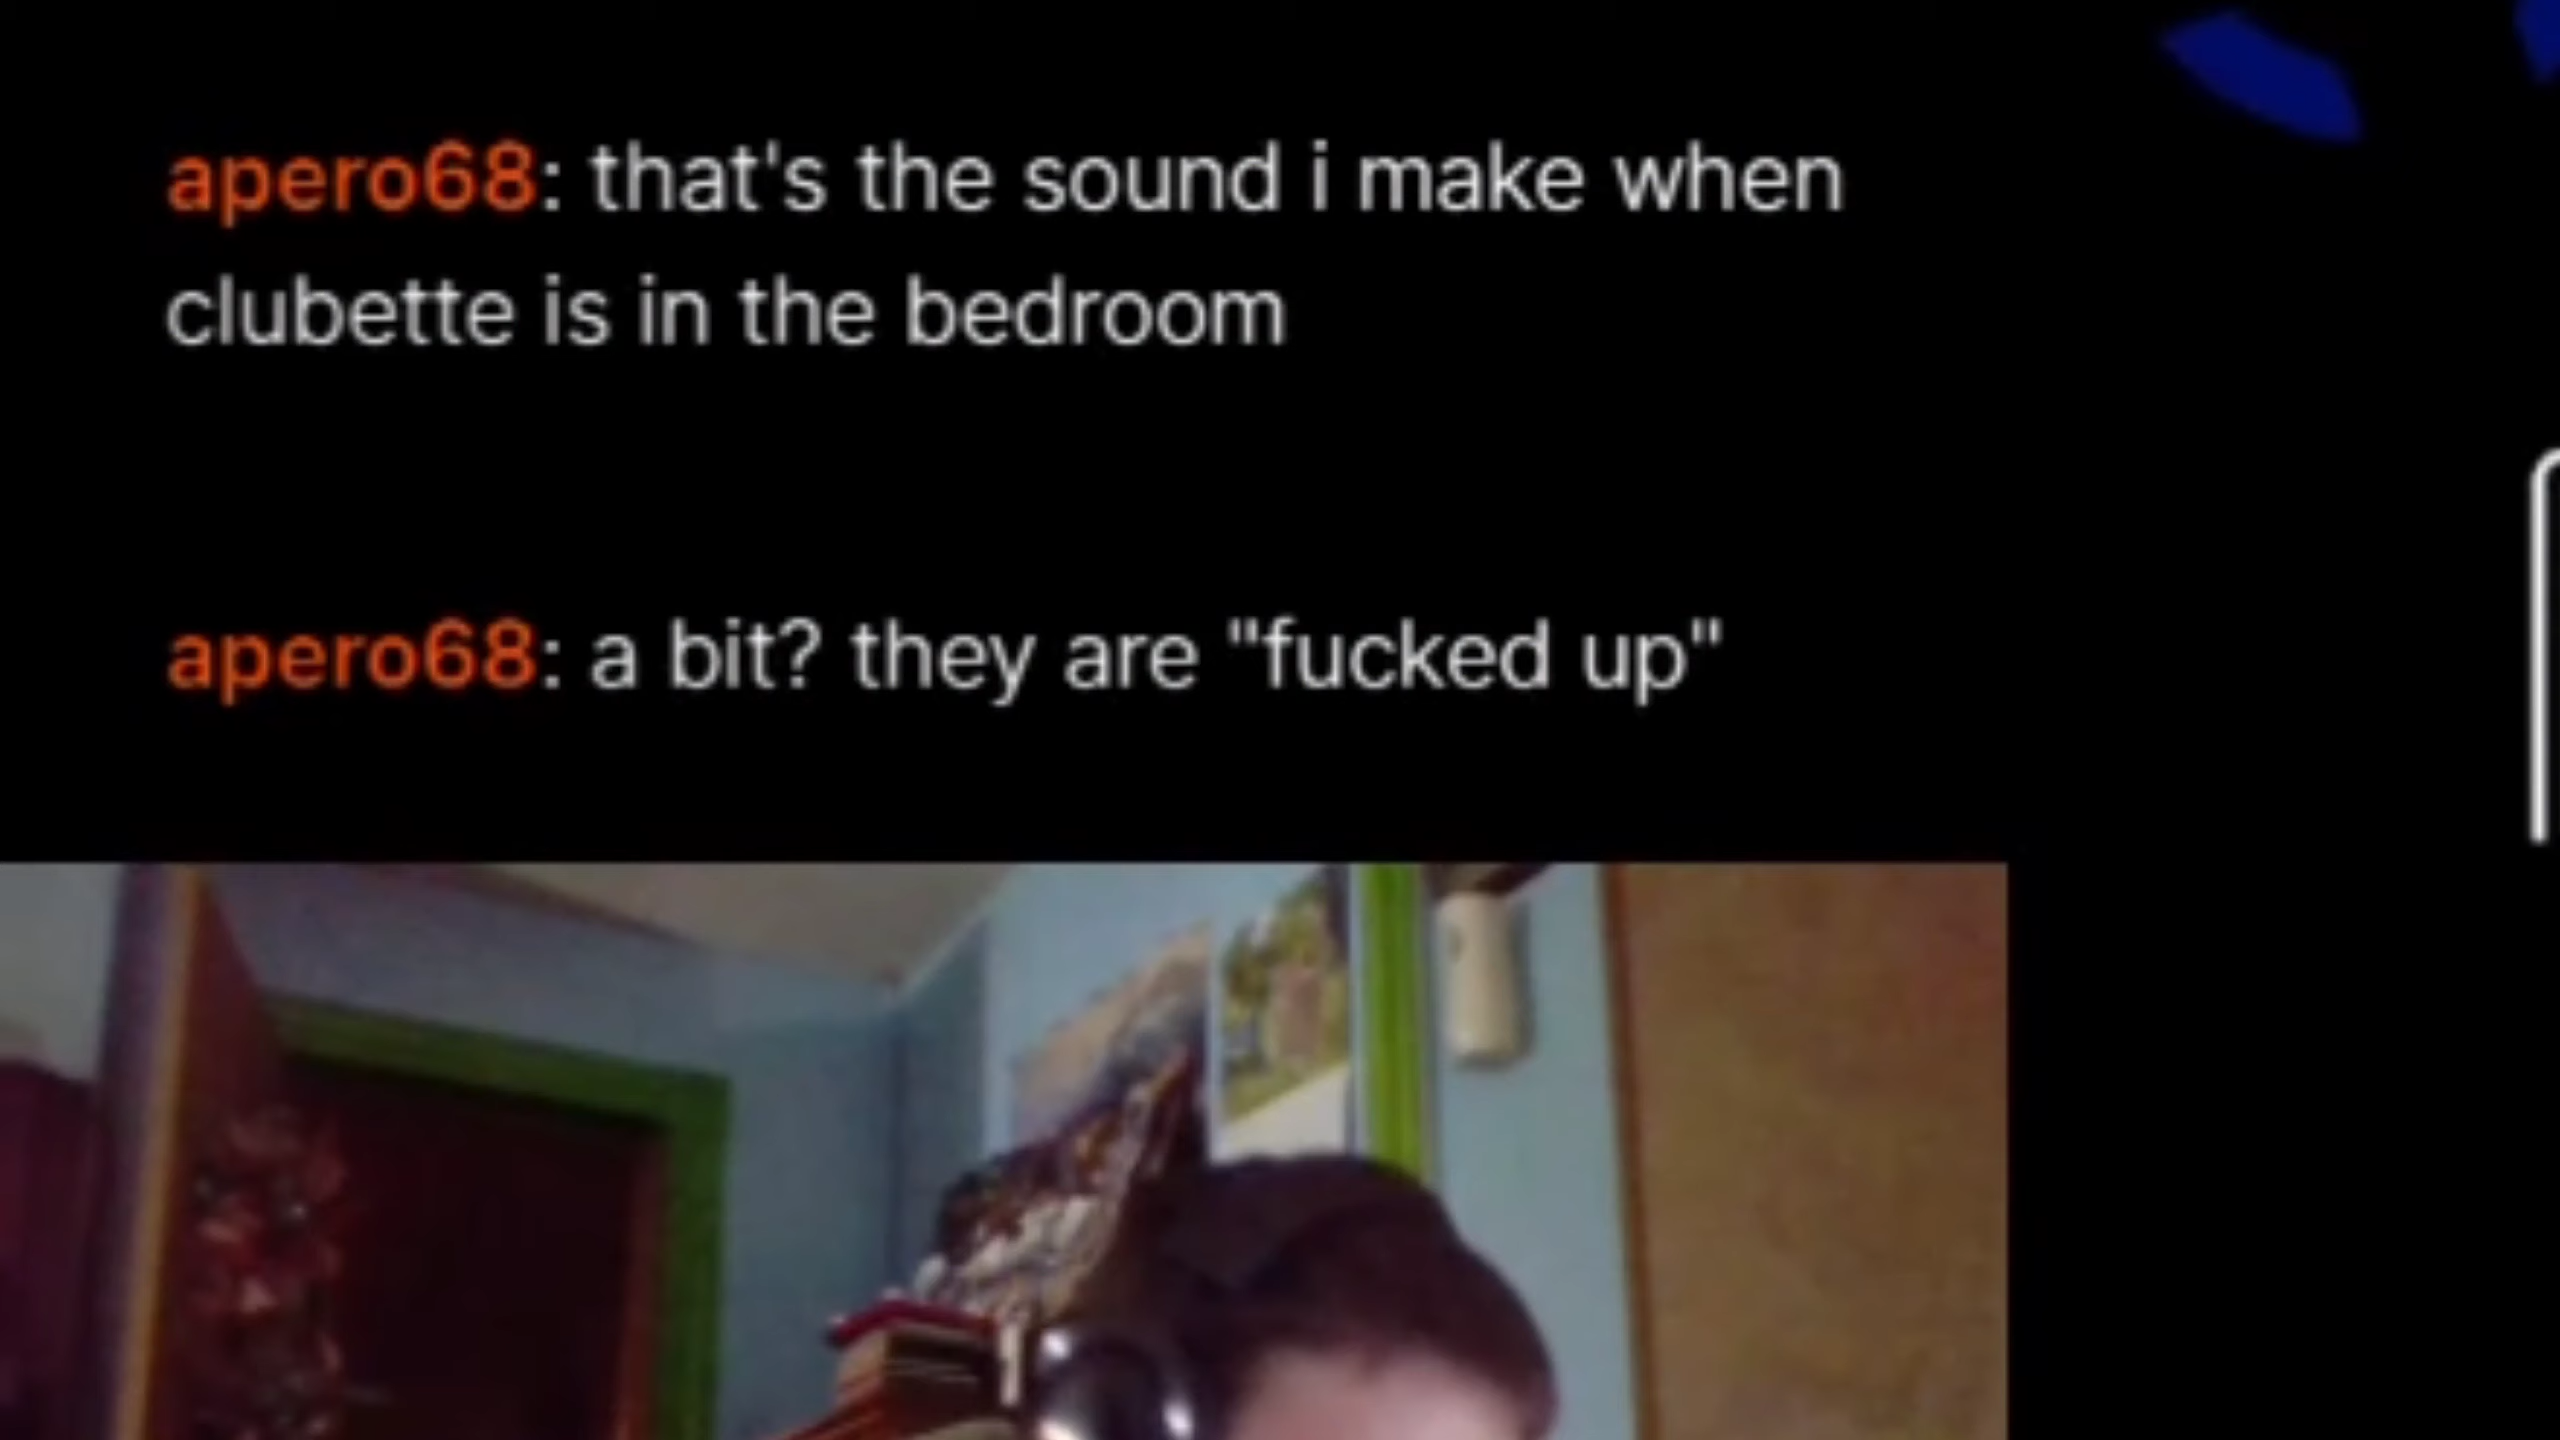 apero68: that's the sound i make when
clubette is in the bedroom
apero68: a bit? they are "fucked up"